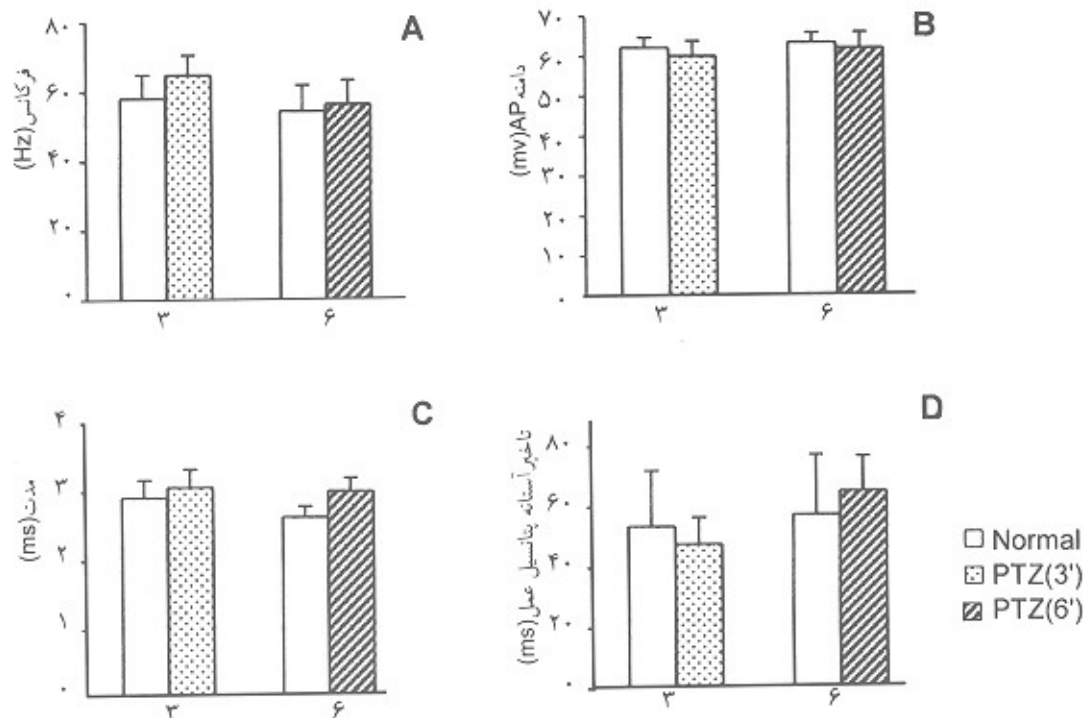 A
فرکانس(Hz)
۸۰
۶۰
۴۰
۲۰
۰
۳ ۶
B
دامنه AP(mv)
۷۰
۶۰
۵۰
۴۰
۳۰
۲۰
۱۰
۰
۳ ۶
C
مدت(ms)
۴
۳
۲
۱
۰
۳ ۶
D
تاخیر آستانه پتانسیل عمل(ms)
۸۰
۶۰
۴۰
۲۰
۰
۳ ۶
Normal
PTZ(3')
PTZ(6')